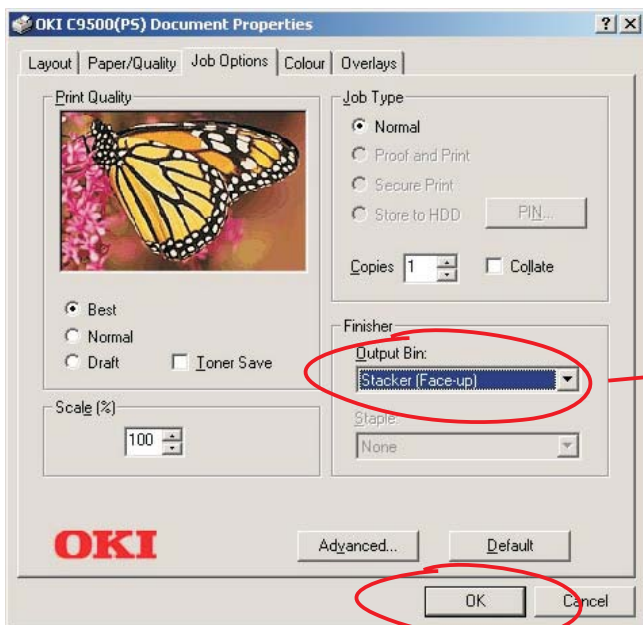 OKI C9500(PS) Document Properties
Layout Paper/Quality Job Options Colour Overlays
Print Quality
Best
Normal
Draft Toner Save
Scale (%)
100
Job Type
Normal
Proof and Print
Secure Print
Store to HDD PIN...
Copies 1 Collate
Finisher
Output Bin:
Stacker (Face-up)
Staple:
None
OKI Advanced... Default
OK Cancel